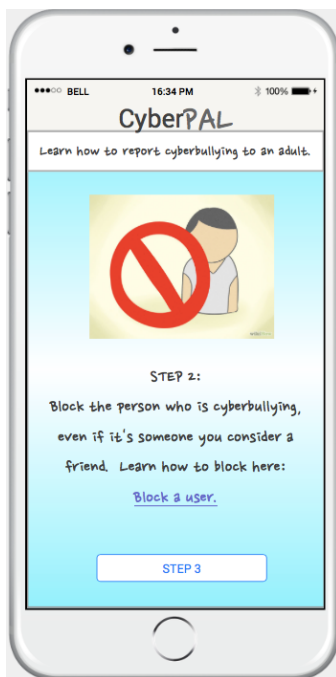 BELL 16:34 PM 100%
CyberPAL
Learn how to report cyberbullying to an adult.
STEP 2:
Block the person who is cyberbullying,
even if it's someone you consider a
friend. Learn how to block here:
Block a user.
STEP 3